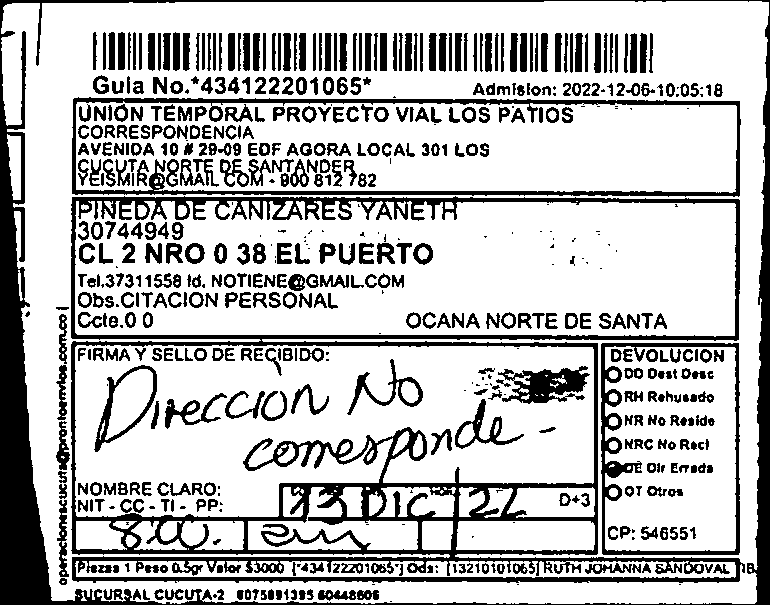 Guia No.*434122201065*
Admision: 2022-12-06-10:05:18
UNION TEMPORAL PROYECTO VIAL LOS PATIOS
CORRESPONDENCIA
AVENIDA 10 # 29-09 EDF AGORA LOCAL 301 LOS
CUCUTA NORTE DE SANTANDER
YEISMIR@GMAIL.COM - 900 812 782
PINEDA DE CANIZARES YANETH
30744949
CL 2 NRO 0 38 EL PUERTO
Tel.37311558 Id. NOTIENE@GMAIL.COM
Obs.CITACION PERSONAL
Ccte.0 0
OCANA NORTE DE SANTA
operacionescucuta@prontoenvios.com.co
FIRMA Y SELLO DE RECIBIDO:
Dirección No
corresponde -
NOMBRE CLARO:
NIT - CC - TI - PP:
13 DIC 22
D+3
8:00.
DEVOLUCION
DD Dest Desc
RH Rehusado
NR No Reside
NRC No Recl
DE Dir Errada
OT Otros
CP: 546551
Piezas 1 Peso 0.5gr Valor $3000 [*434122201065*] Ods: [13210101065] RUTH JOHANNA SANDOVAL
SUCURSAL CUCUTA-2 6075891395 60448606